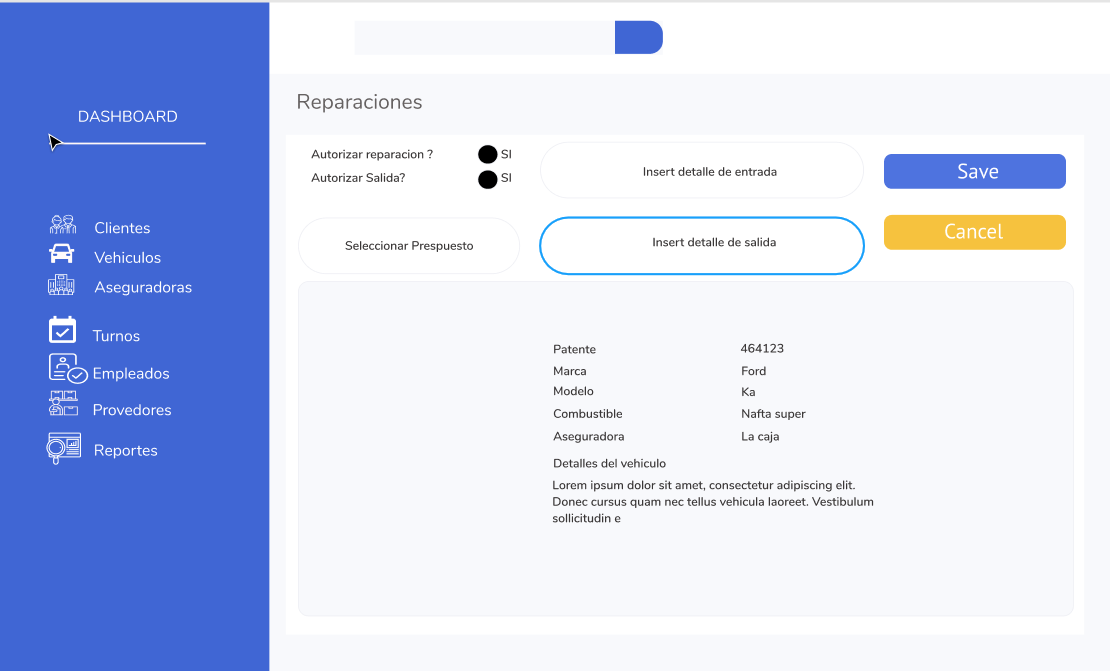 DASHBOARD
Clientes
Vehiculos
Aseguradoras
Turnos
Empleados
Provedores
Reportes
Reparaciones
Autorizar reparacion ? SI
Autorizar Salida? SI
Insert detalle de entrada
Save
Seleccionar Prespuesto
Insert detalle de salida
Cancel
Patente 464123
Marca Ford
Modelo Ka
Combustible Nafta super
Aseguradora La caja
Detalles del vehiculo
Lorem ipsum dolor sit amet, consectetur adipiscing elit.
Donec cursus quam nec tellus vehicula laoreet. Vestibulum
sollicitudin e